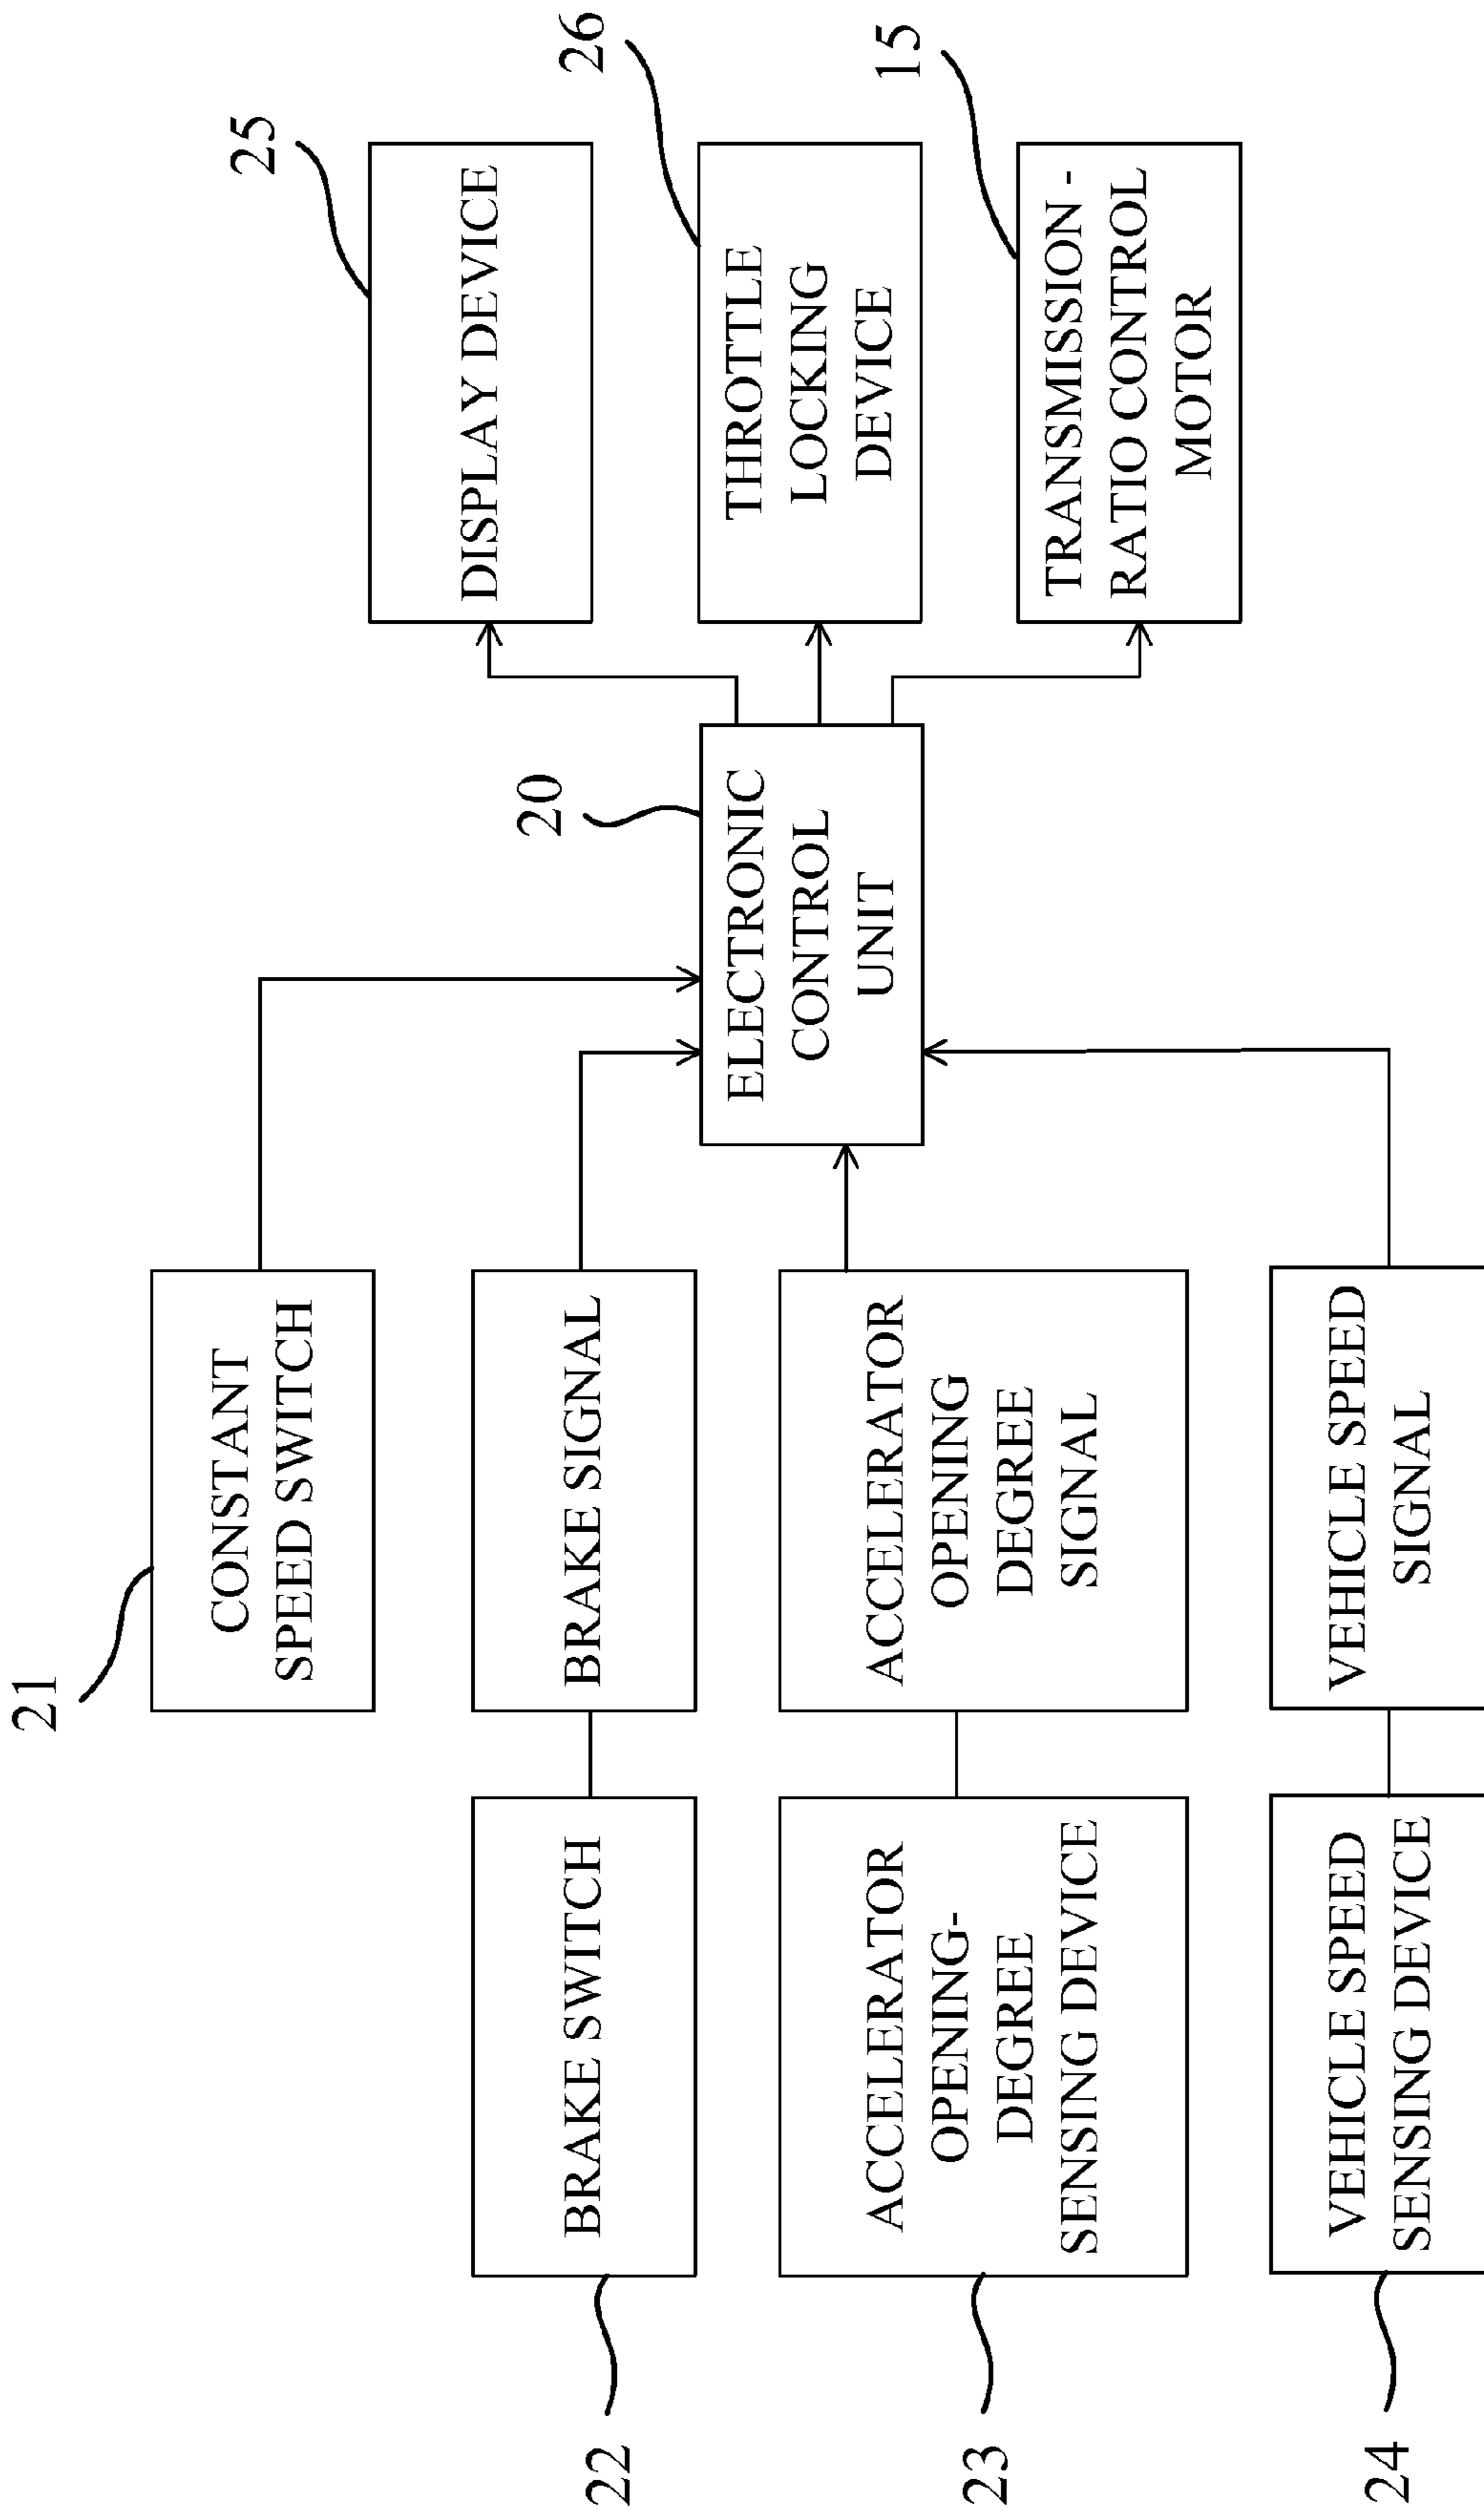 21
CONSTANT
SPEED SWITCH
22
BRAKE SWITCH
BRAKE SIGNAL
23
ACCELERATOR
OPENING-
DEGREE
SENSING DEVICE
ACCELERATOR
OPENING
DEGREE
SIGNAL
24
VEHICLE SPEED
SENSING DEVICE
VEHICLE SPEED
SIGNAL
20
ELECTRONIC
CONTROL
UNIT
25
DISPLAY DEVICE
26
THROTTLE
LOCKING
DEVICE
15
TRANSMISSION -
RATIO CONTROL
MOTOR